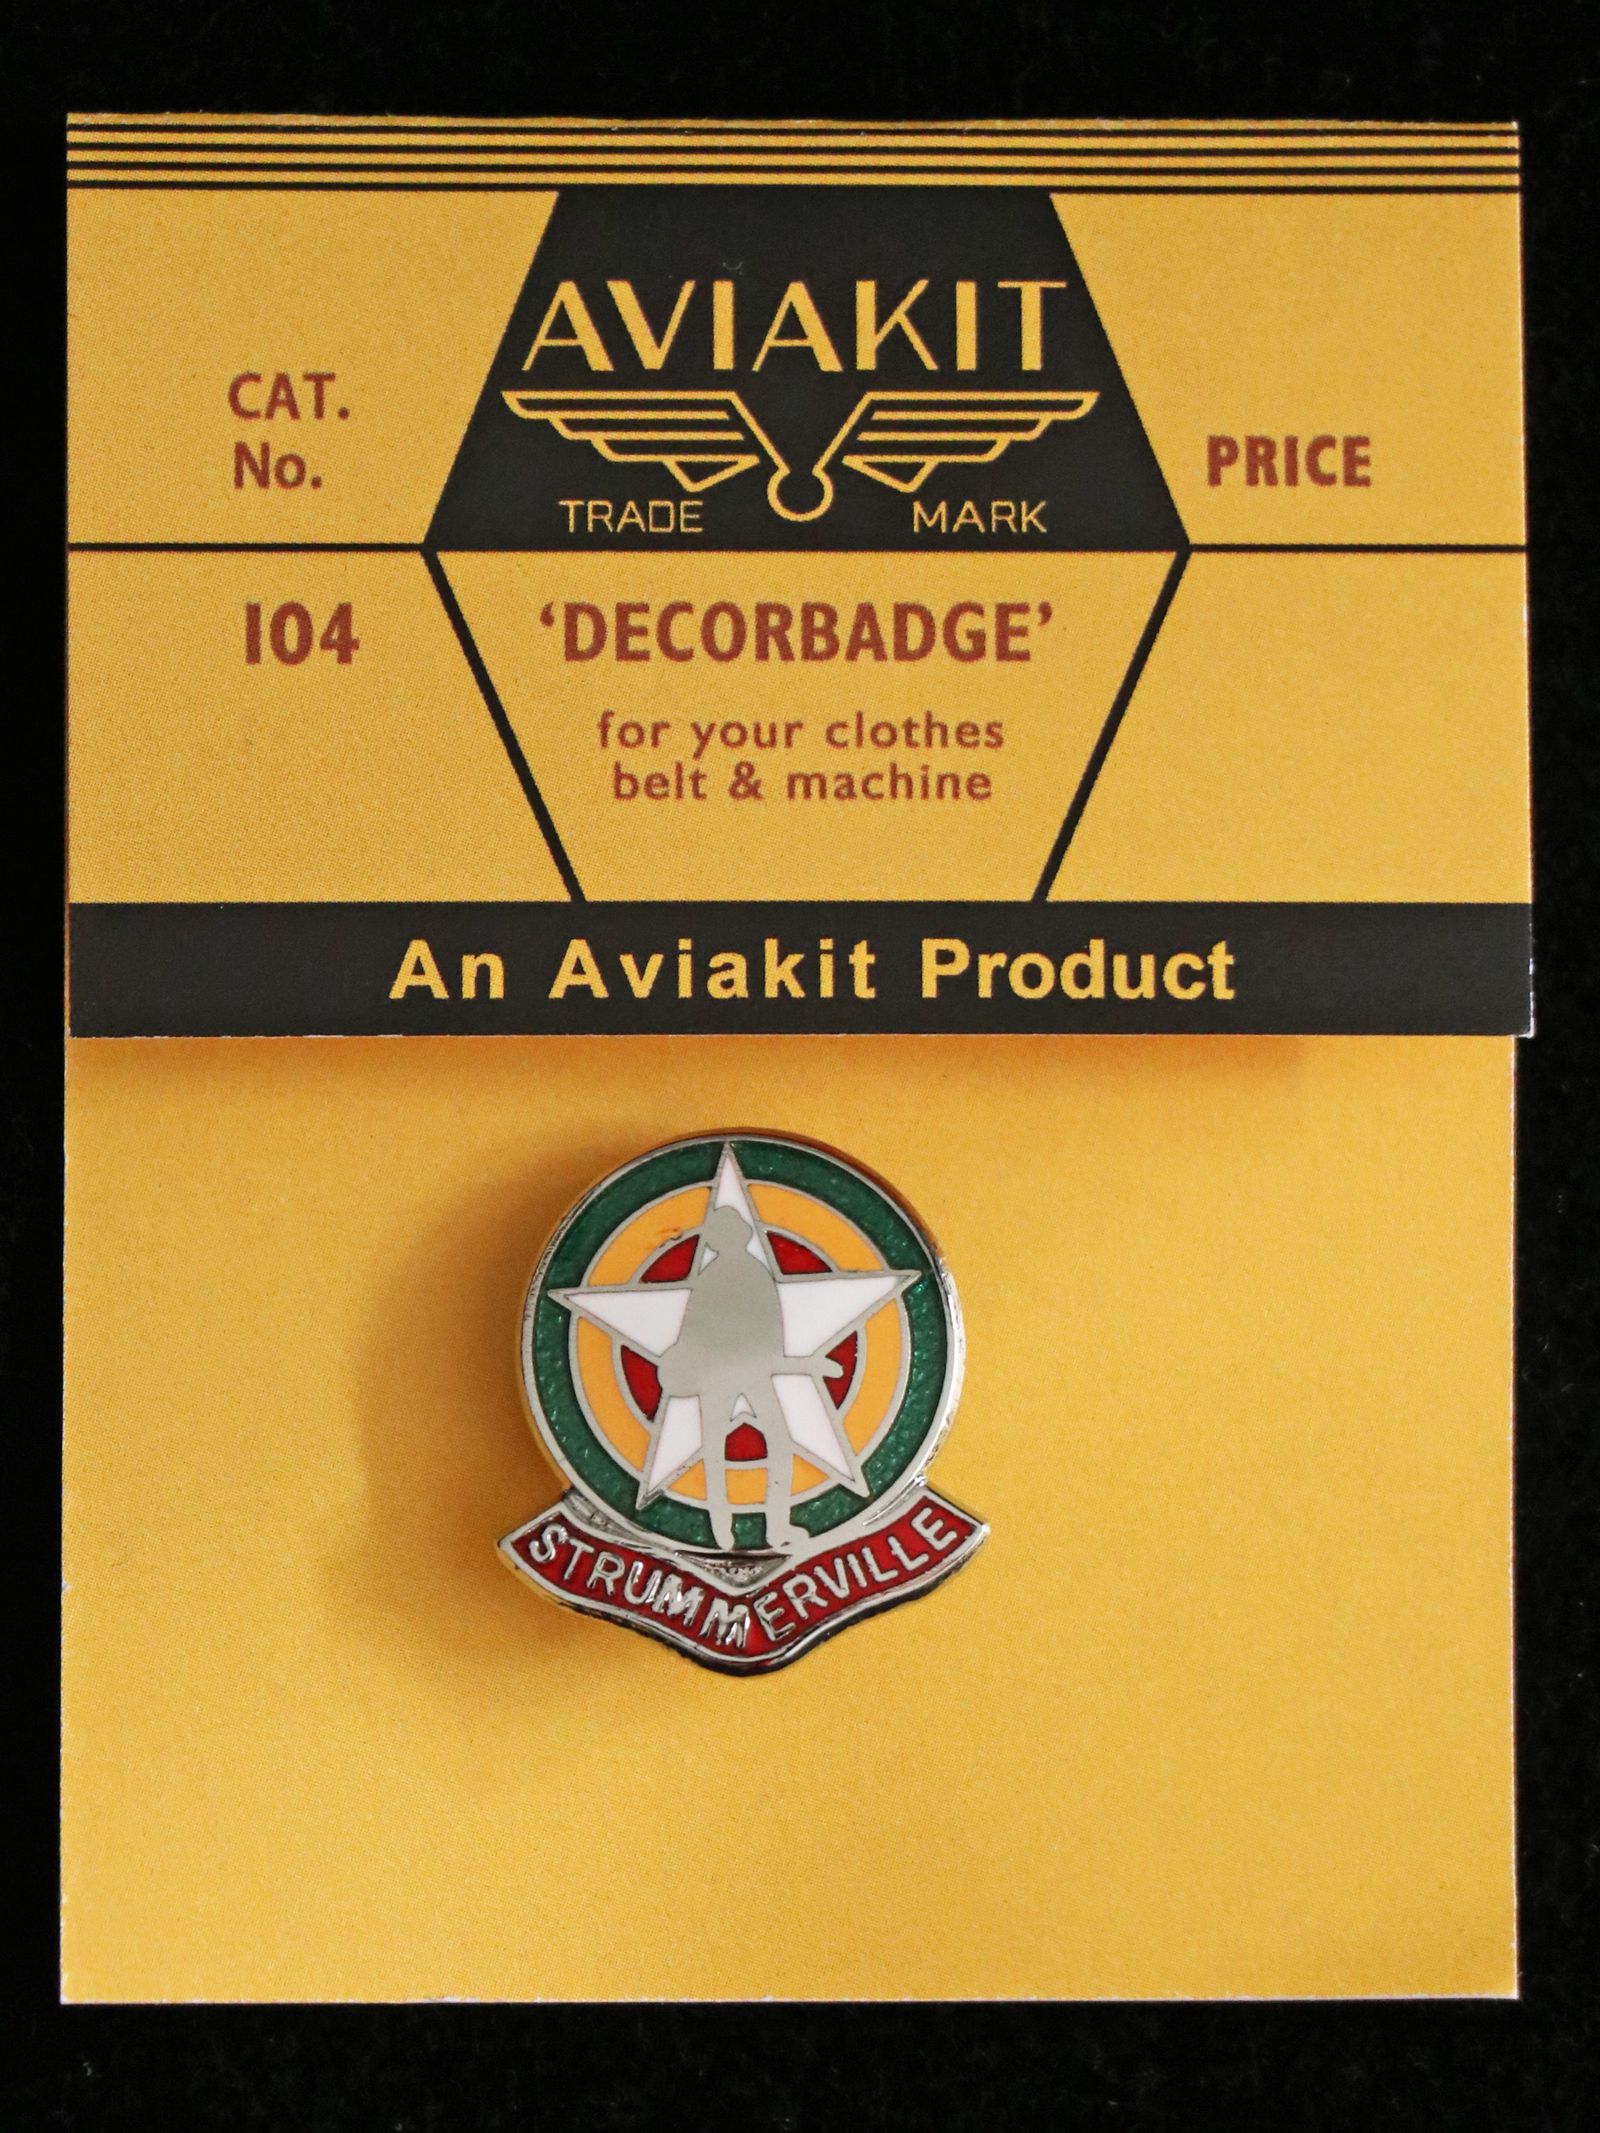 AVIAKIT
TRADE MARK
CAT.
No.
PRICE
104
‘DECORBADGE’
for your clothes
belt & machine
An Aviakit Product
STRUMMERVILLE